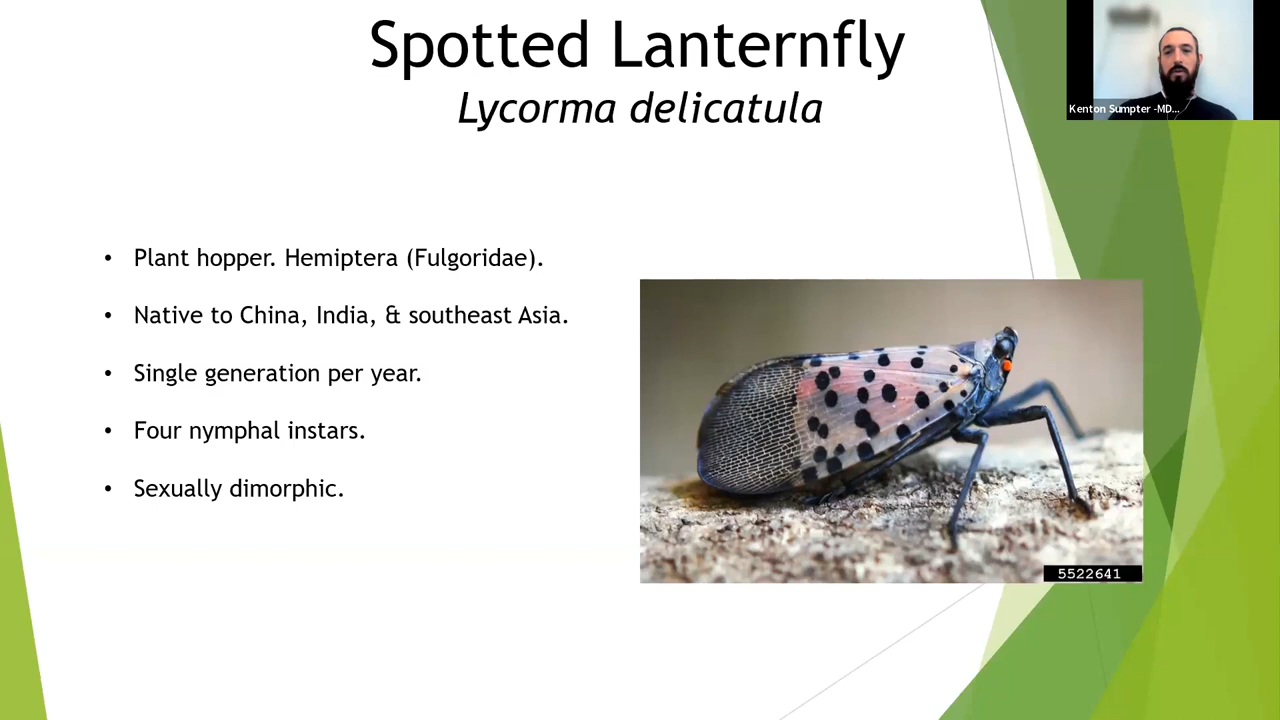 Spotted Lanternfly
Lycorma delicatula
Kenton Sumpter -MD...
• Plant hopper. Hemiptera (Fulgoridae).
• Native to China, India, & southeast Asia.
• Single generation per year.
• Four nymphal instars.
• Sexually dimorphic.
5522641